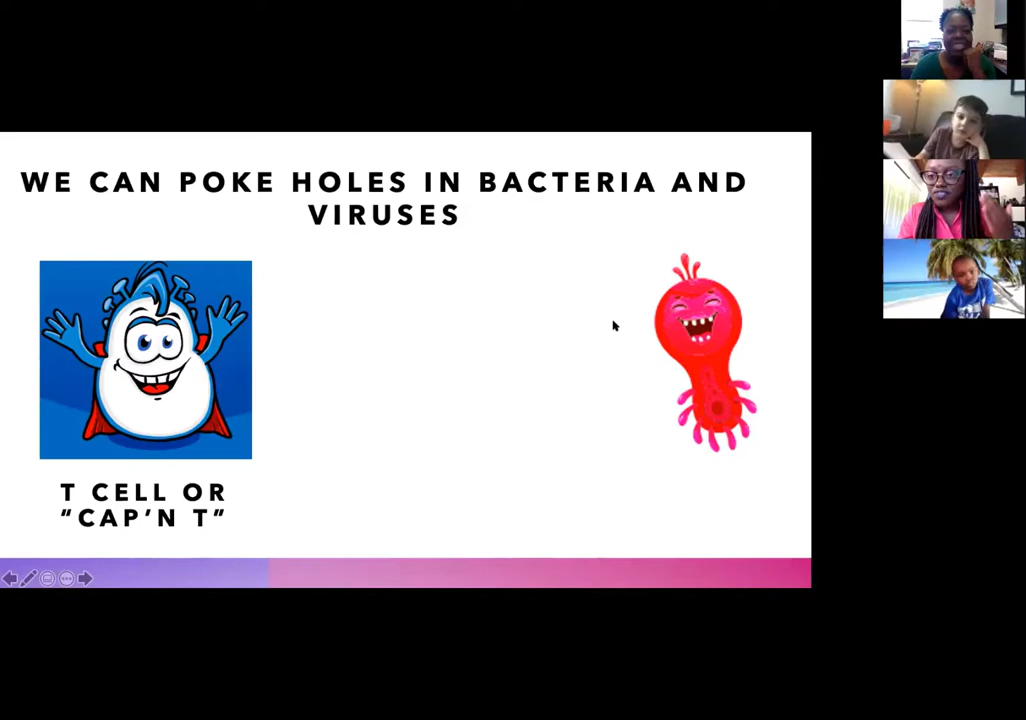 WE CAN POKE HOLES IN BACTERIA AND
VIRUSES
T CELL OR
“CAP’N T”